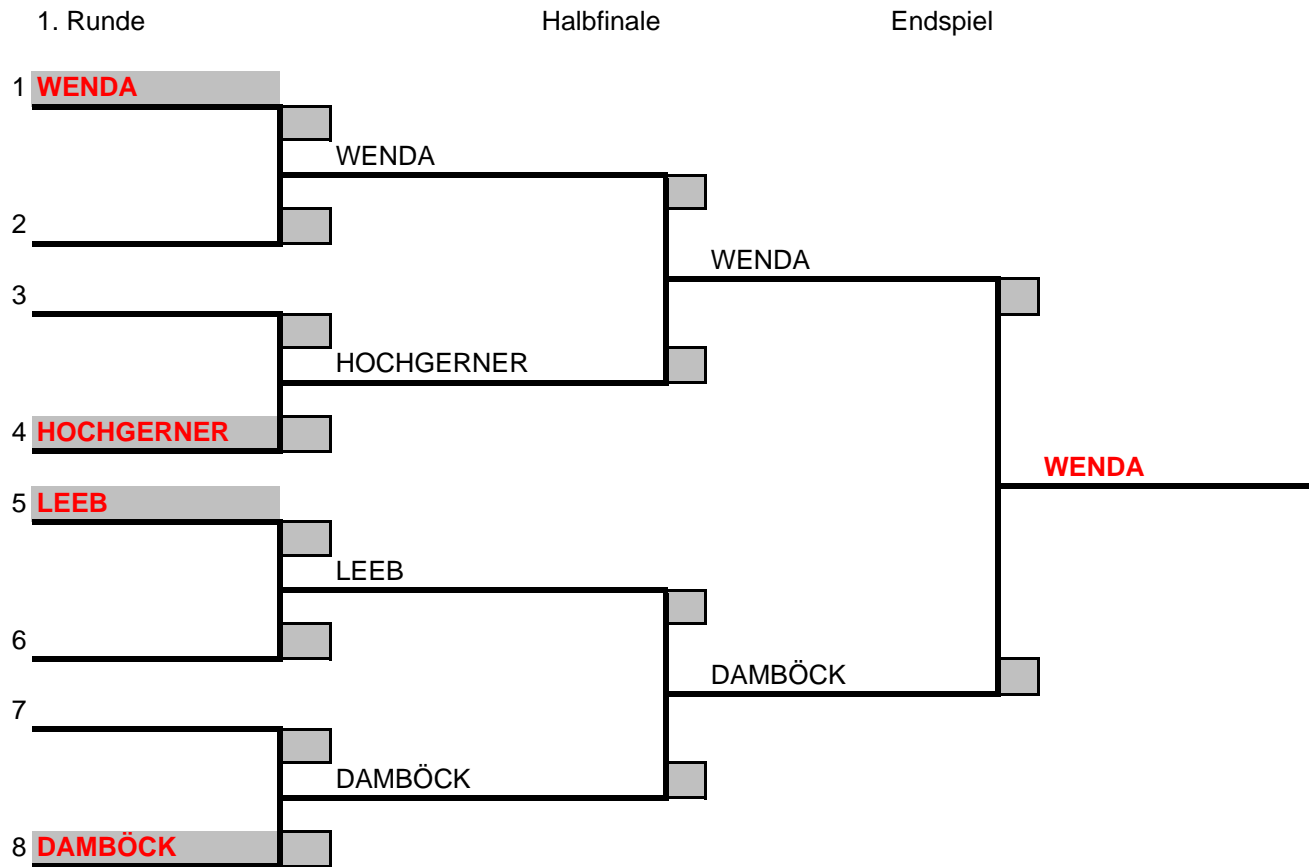 1. Runde Halbfinale Endspiel
1 WENDA
WENDA
2
WENDA
3
HOCHGERNER
4 HOCHGERNER
WENDA
5 LEEB
LEEB
6
DAMBÖCK
7
DAMBÖCK
8 DAMBÖCK